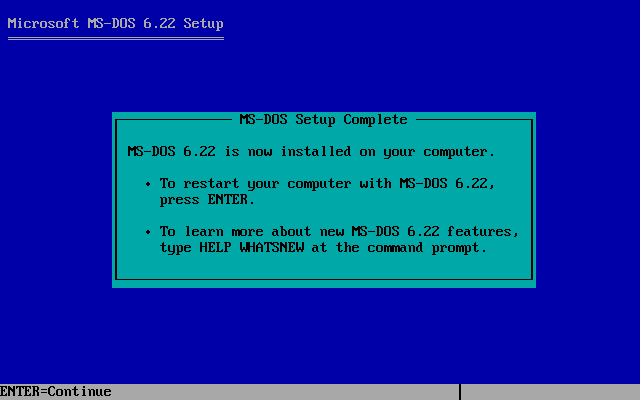 Microsoft MS-DOS 6.22 Setup
MS-DOS Setup Complete
MS-DOS 6.22 is now installed on your computer.
• To restart your computer with MS-DOS 6.22,
press ENTER.
• To learn more about new MS-DOS 6.22 features,
type HELP WHATSNEW at the command prompt.
ENTER=Continue